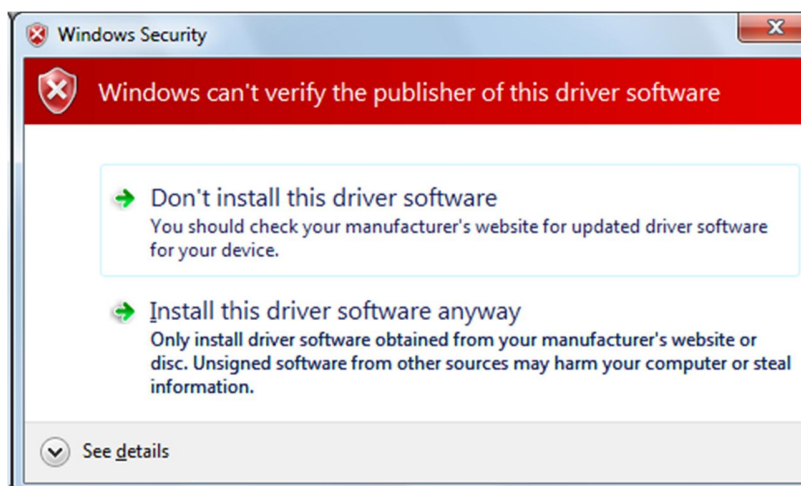 Windows Security
Windows can't verify the publisher of this driver software
Don't install this driver software
You should check your manufacturer's website for updated driver software
for your device.
Install this driver software anyway
Only install driver software obtained from your manufacturer's website or
disc. Unsigned software from other sources may harm your computer or steal
information.
See details